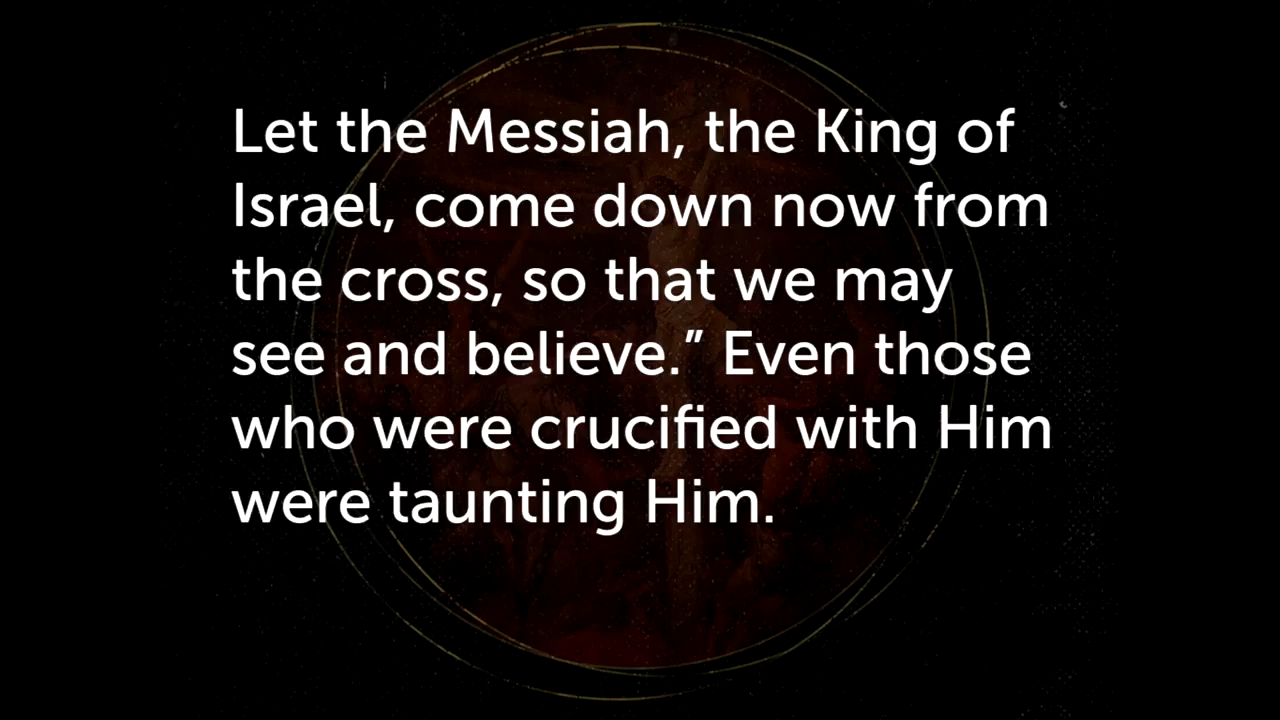 Let the Messiah, the King of
Israel, come down now from
the cross, so that we may
see and believe.” Even those
who were crucified with Him
were taunting Him.